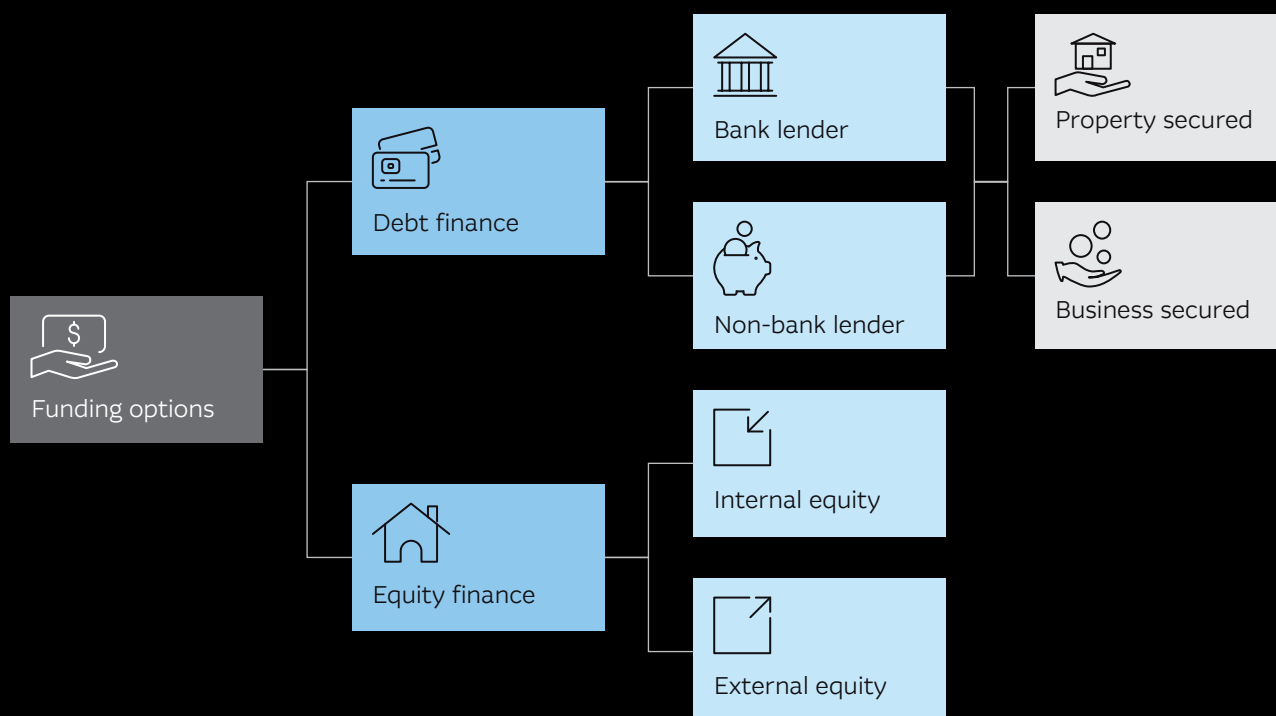 Funding options
$
Debt finance
Equity finance
Bank lender
Non-bank lender
Internal equity
External equity
Property secured
Business secured